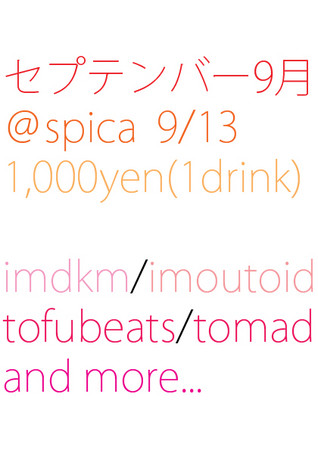 セプテンバー9月
@spica 9/13
1,000yen(1drink)
imdkm/imoutoid
tofubeats/tomad
and more...